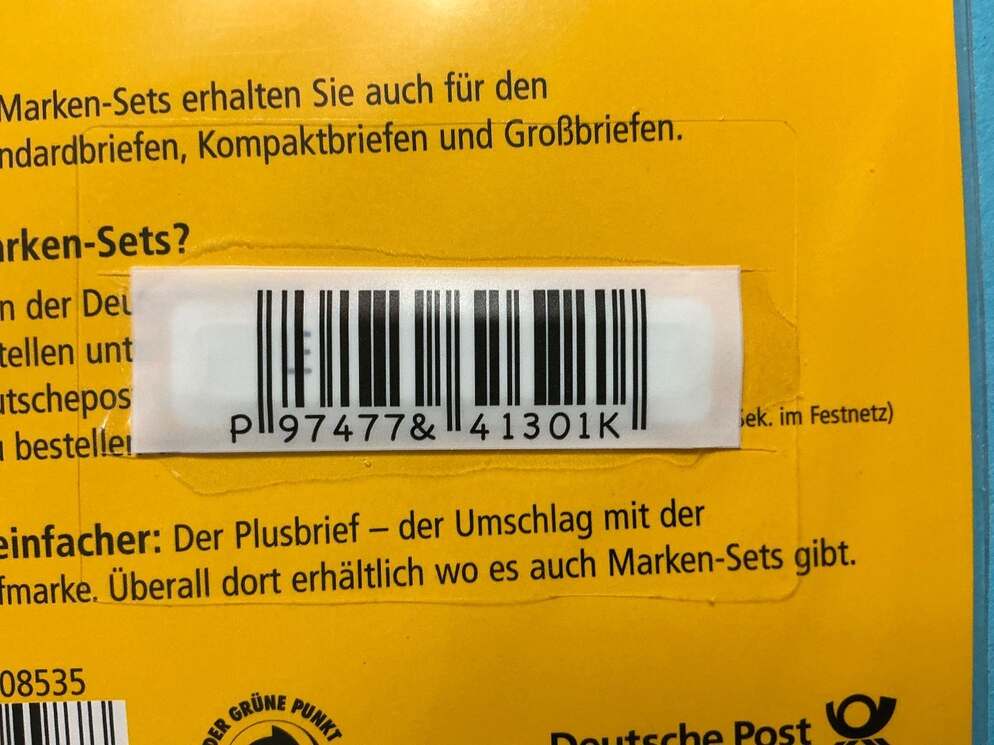 Marken-Sets erhalten Sie auch für den
ndardbriefen, Kompaktbriefen und Großbriefen.
rken-Sets?
n der Deu
tellen unt
utschepos
Sek. im Festnetz)
u bestellen
P 97477& 41301K
einfacher: Der Plusbrief – der Umschlag mit der
fmarke. Überall dort erhältlich wo es auch Marken-Sets gibt.
08535
DER GRÜNE PUNKT
Deutsche Post